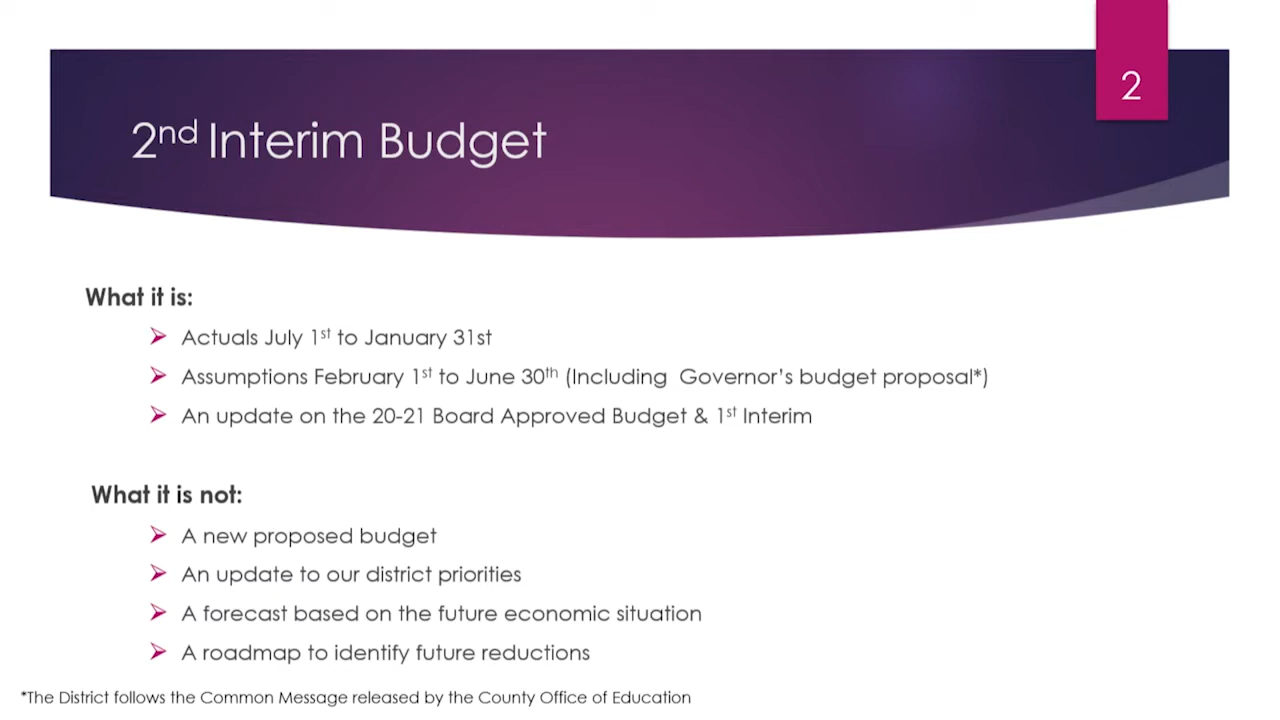 2
2nd Interim Budget
What it is:
Actuals July 1st to January 31st
Assumptions February 1st to June 30th (Including  Governor's budget proposal*)
An update on the 20-21 Board Approved Budget & 1st Interim
What it is not:
A new proposed budget
An update to our district priorities
A forecast based on the future economic situation
A roadmap to identify future reductions
*The District follows the Common Message released by the County Office of Education